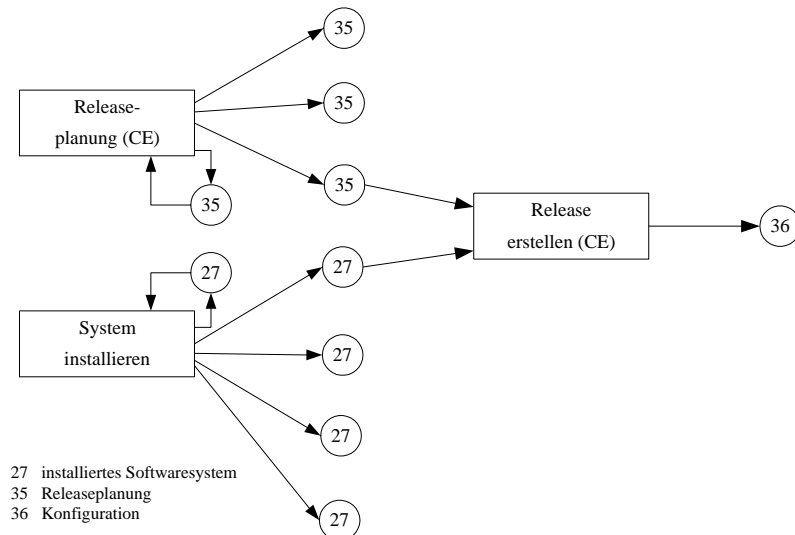 35
Release-
planung (CE)
35
35
35
Release
erstellen (CE)
36
27
27
System
installieren
27
27
27
27 installiertes Softwaresystem
35 Releaseplanung
36 Konfiguration